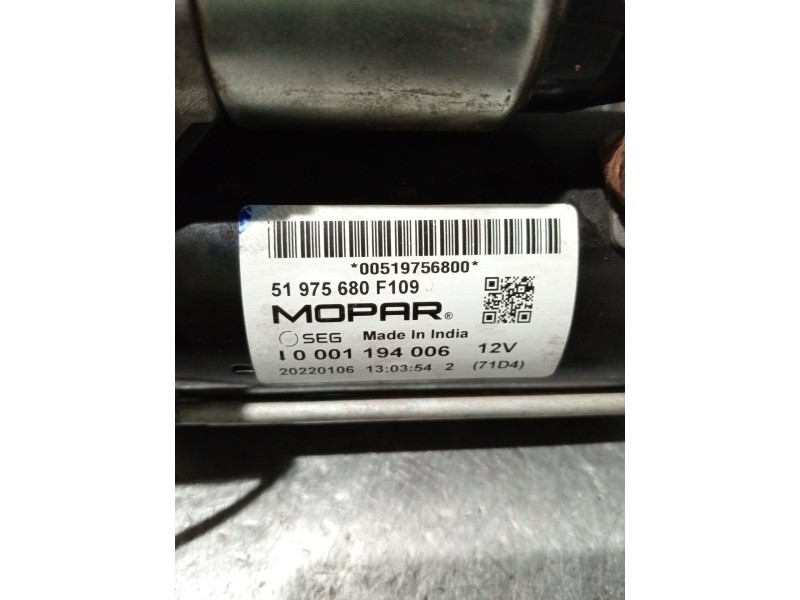 *00519756800*
51 975 680 F109
MOPAR®
SEG Made in India
I 0 001 194 006 12V
20220106 13:03:54 2 (71D4)